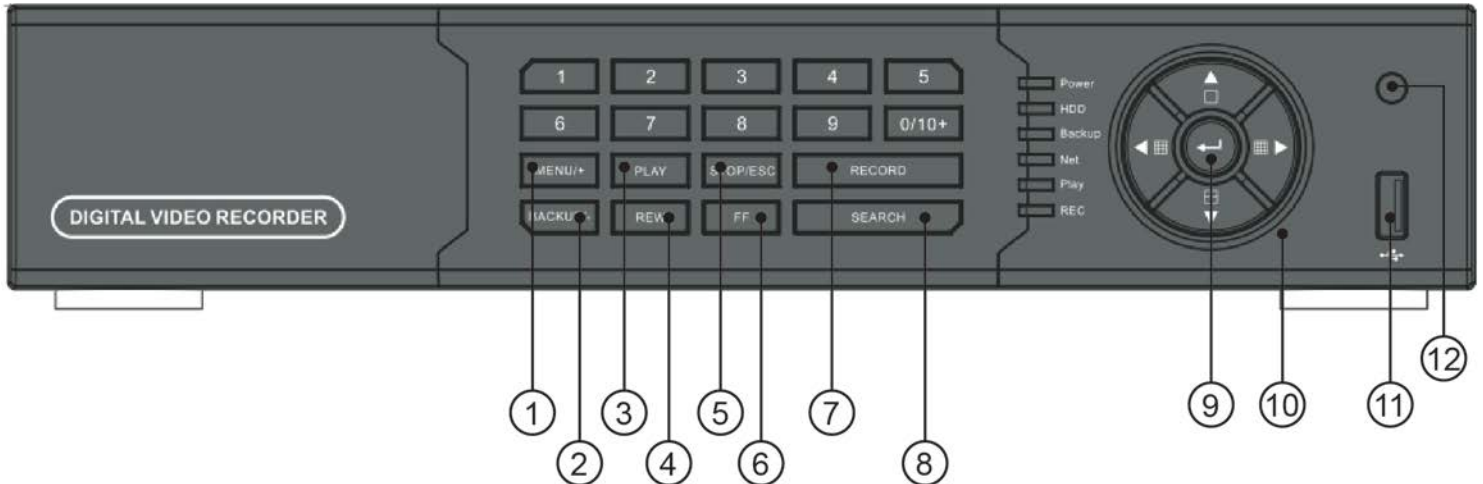 1 2 3 4 5
6 7 8 9 0/10+
MENU/+ PLAY STOP/ESC RECORD
BACKUP/- REW FF SEARCH
DIGITAL VIDEO RECORDER
Power
HDD
Backup
Net
Play
REC
1 3 5 7 9 10 11 12
2 4 6 8